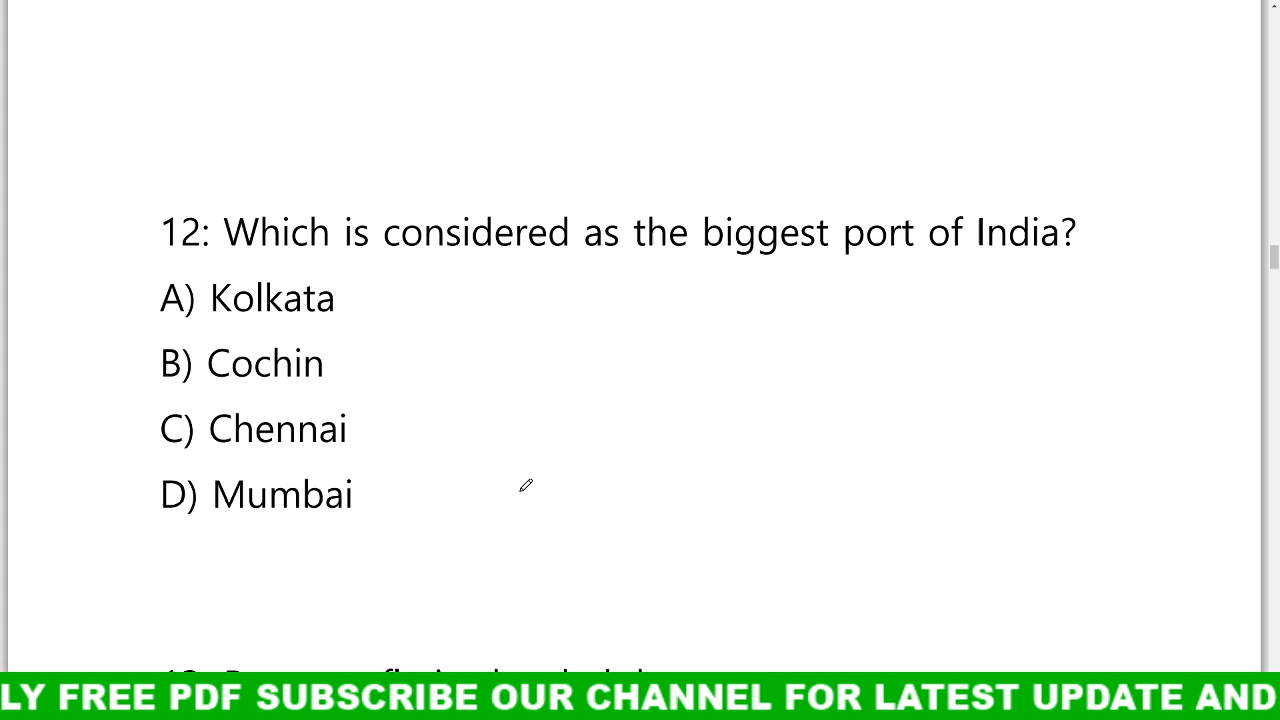 12: Which is considered as the biggest port of India?
A) Kolkata
B) Cochin
C) Chennai
D) Mumbai
LY FREE PDF SUBSCRIBE OUR CHANNEL FOR LATEST UPDATE AND